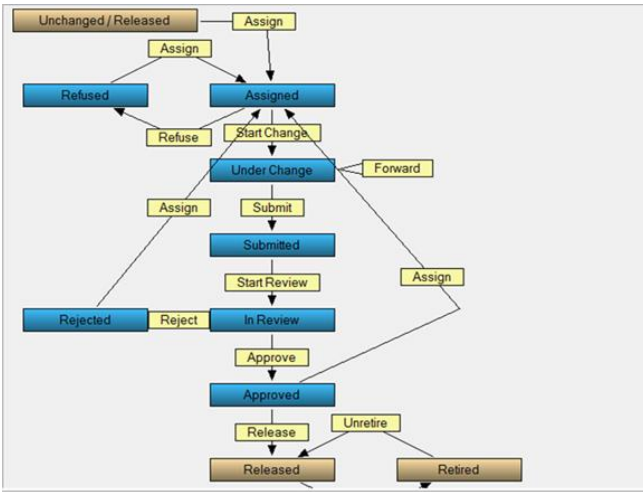 Unchanged / Released
Assign
Assign
Refused
Assigned
Refuse
Start Change
Under Change
Forward
Assign
Submit
Submitted
Start Review
Assign
Rejected
Reject
In Review
Approve
Approved
Release
Unretire
Released
Retired